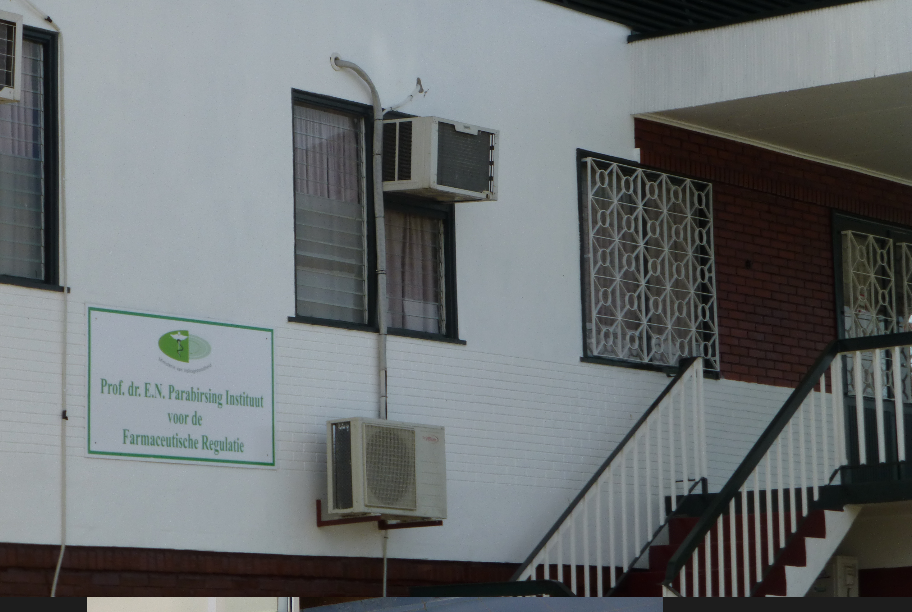 Prof. dr. E.N. Parabirsing Instituut
voor de
Farmaceutische Regulatie